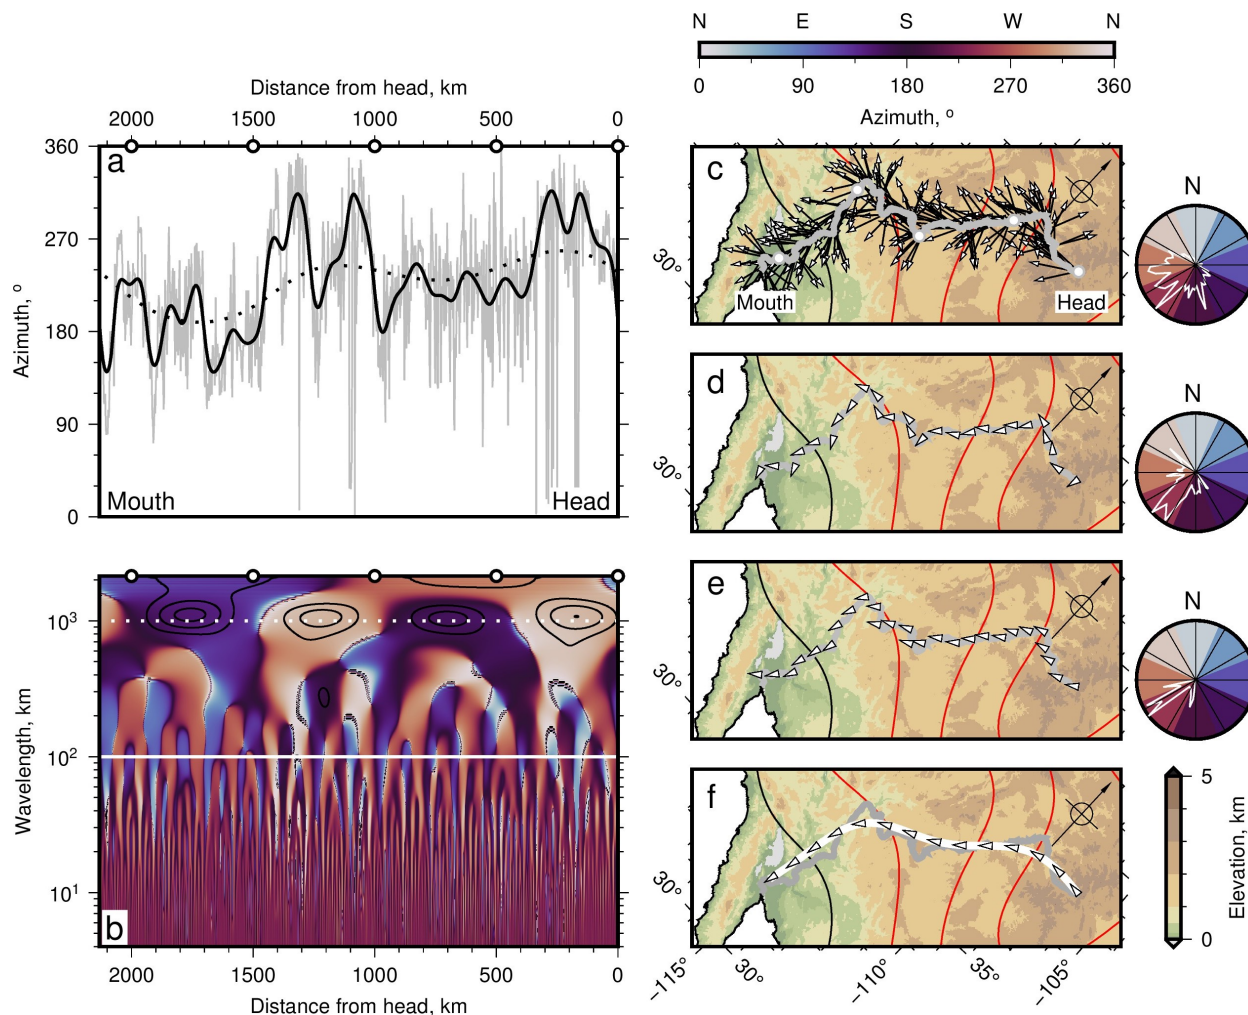 N E S W N
0 90 180 270 360
Azimuth, °
Distance from head, km
2000 1500 1000 500 0
a
360
270
180
90
0
Azimuth, °
Mouth Head
c
30°
Mouth Head
N
d
30°
N
e
30°
N
f
30°
−115° 30° −110° 35° −105°
5
0
Elevation, km
b
10³
10²
10¹
Wavelength, km
2000 1500 1000 500 0
Distance from head, km